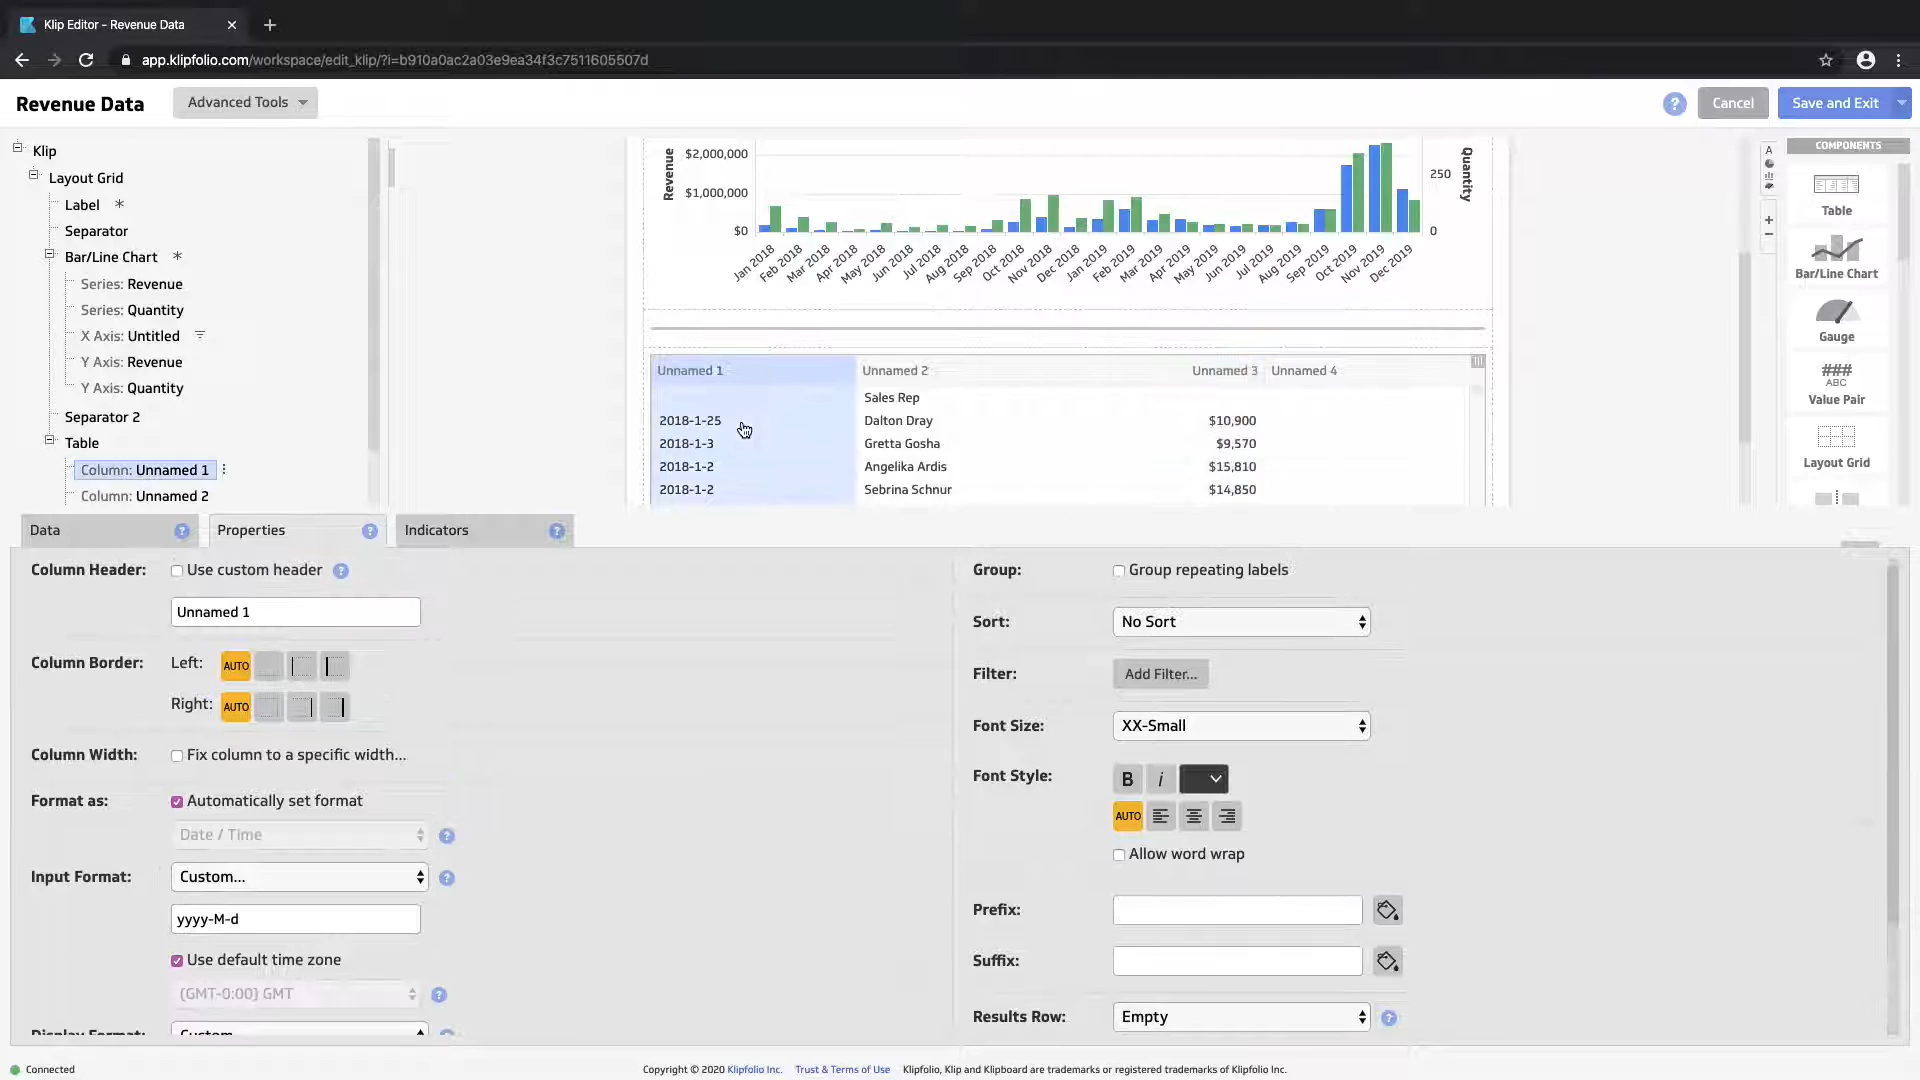 Klip Editor - Revenue Data
app.klipfolio.com/workspace/edit_klip/?i=b910a0ac2a03e9ea34f3c7511605507d
Revenue Data
Advanced Tools
?
Cancel
Save and Exit
Klip
Layout Grid
Label *
Separator
Bar/Line Chart *
Series: Revenue
Series: Quantity
X Axis: Untitled
Y Axis: Revenue
Y Axis: Quantity
Separator 2
Table
Column: Unnamed 1
Column: Unnamed 2
Revenue
$2,000,000
$1,000,000
$0
Quantity
250
0
Jan 2018
Feb 2018
Mar 2018
Apr 2018
May 2018
Jun 2018
Jul 2018
Aug 2018
Sep 2018
Oct 2018
Nov 2018
Dec 2018
Jan 2019
Feb 2019
Mar 2019
Apr 2019
May 2019
Jun 2019
Jul 2019
Aug 2019
Sep 2019
Oct 2019
Nov 2019
Dec 2019
Unnamed 1 Unnamed 2 Unnamed 3 Unnamed 4
Sales Rep
2018-1-25 Dalton Dray $10,900
2018-1-3 Gretta Gosha $9,570
2018-1-2 Angelika Ardis $15,810
2018-1-2 Sebrina Schnur $14,850
A
COMPONENTS
Table
Bar/Line Chart
Gauge
###
ABC
Value Pair
Layout Grid
Data ?
Properties ?
Indicators ?
Column Header: Use custom header ?
Unnamed 1
Column Border: Left: AUTO
Right: AUTO
Column Width: Fix column to a specific width...
Format as: Automatically set format
Date / Time ?
Input Format: Custom... ?
yyyy-M-d
Use default time zone
(GMT-0:00) GMT ?
Display Format: Custom...
Group: Group repeating labels
Sort: No Sort
Filter: Add Filter...
Font Size: XX-Small
Font Style: B i
AUTO
Allow word wrap
Prefix:
Suffix:
Results Row: Empty ?
Connected
Copyright © 2020 Klipfolio Inc. Trust & Terms of Use Klipfolio, Klip and Klipboard are trademarks or registered trademarks of Klipfolio Inc.